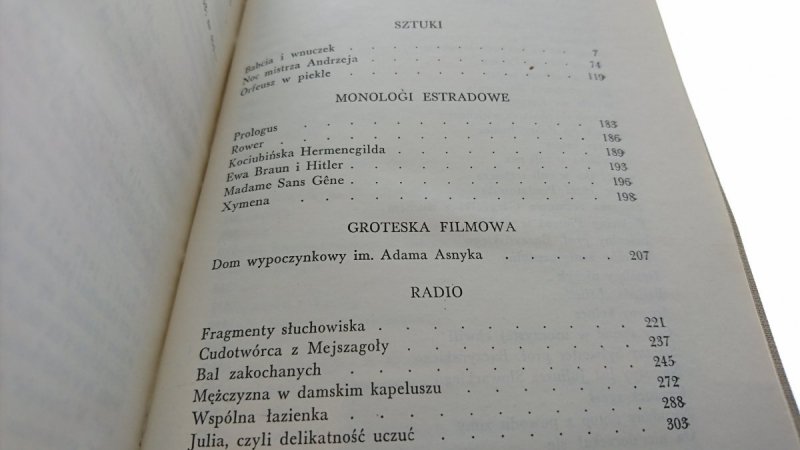 SZTUKI
Babcia i wnuczek . . . . . . . . . 7
Noc mistrza Andrzeja . . . . . . . . 74
Orfeusz w piekle . . . . . . . . . 119
MONOLOGI ESTRADOWE
Prologus . . . . . . . . . . 183
Rower . . . . . . . . . . 186
Kociubińska Hermenegilda . . . . . . . 189
Ewa Braun i Hitler . . . . . . . . 193
Madame Sans Gêne . . . . . . . . 196
Xymena . . . . . . . . . 198
GROTESKA FILMOWA
Dom wypoczynkowy im. Adama Asnyka . . . . . 207
RADIO
Fragmenty słuchowiska . . . . . . . . 221
Cudotwórca z Mejszagoły . . . . . . . 237
Bal zakochanych . . . . . . . . . 245
Mężczyzna w damskim kapeluszu . . . . . . 272
Wspólna łazienka . . . . . . . . . 288
Julia, czyli delikatność uczuć . . . . . . . 303